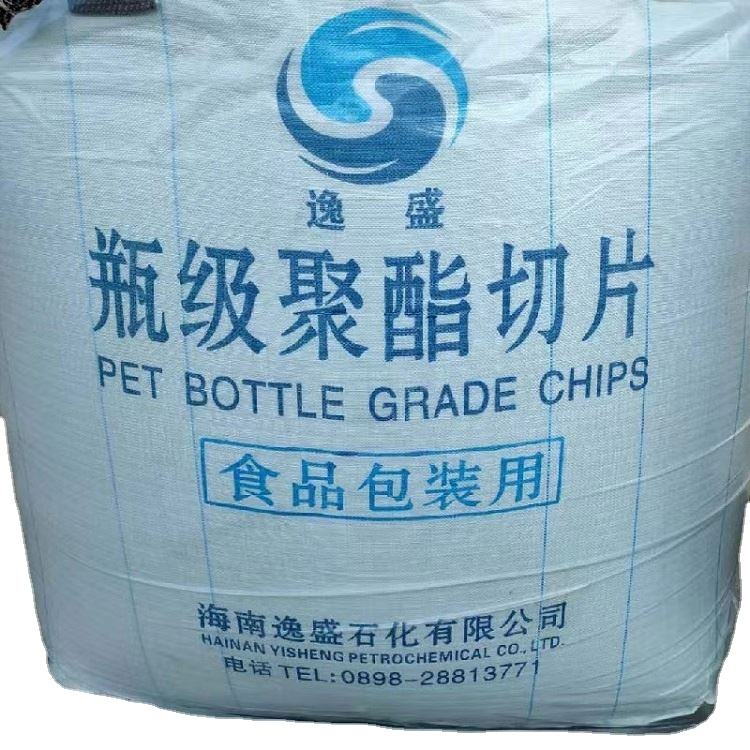 逸盛
瓶级聚酯切片
PET BOTTLE GRADE CHIPS
食品包装用
海南逸盛石化有限公司
HAINAN YISHENG PETROCHEMICAL CO., LTD.
电话 TEL:0898-28813771